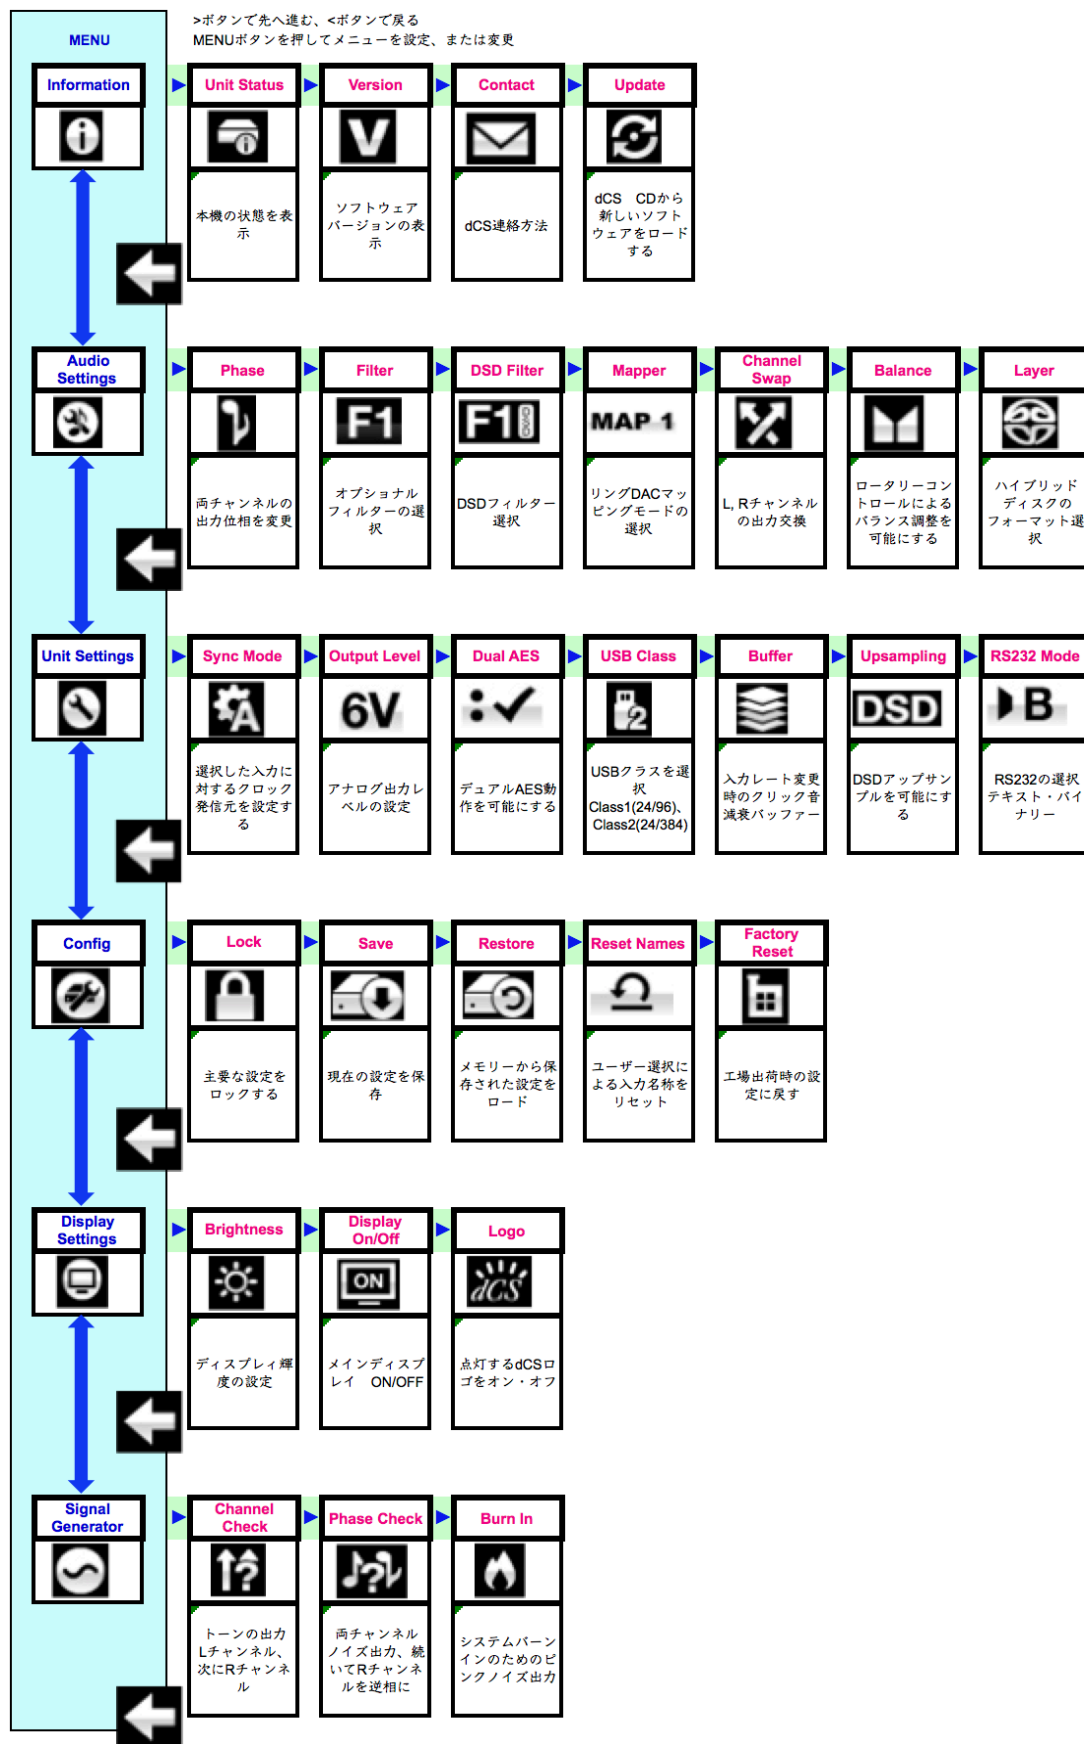 >ボタンで先へ進む、<ボタンで戻る
MENU
MENUボタンを押してメニューを設定、または変更
Information
Unit Status
Version
Contact
Update
V
本機の状態を表
示
ソフトウェア
バージョンの表
示
dCS連絡方法
dCS　CDから
新しいソフト
ウェアをロード
する
Audio
Settings
Phase
Filter
DSD Filter
Mapper
Channel
Swap
Balance
Layer
F1
F1 DSD
MAP 1
両チャンネルの
出力位相を変更
オプショナル
フィルターの選
択
DSDフィルター
選択
リングDACマッ
ピングモードの
選択
L, Rチャンネル
の出力交換
ロータリーコン
トロールによる
バランス調整を
可能にする
ハイブリッド
ディスクの
フォーマット選
択
Unit Settings
Sync Mode
Output Level
Dual AES
USB Class
Buffer
Upsampling
RS232 Mode
A
6V
2
DSD
B
選択した入力に
対するクロック
発信元を設定す
る
アナログ出力レ
ベルの設定
デュアルAES動
作を可能にする
USBクラスを選
択
Class1(24/96)、
Class2(24/384)
入力レート変更
時のクリック音
減衰バッファー
DSDアップサン
プルを可能にす
る
RS232の選択
テキスト・バイ
ナリー
Config
Lock
Save
Restore
Reset Names
Factory
Reset
主要な設定を
ロックする
現在の設定を保
存
メモリーから保
存された設定を
ロード
ユーザー選択に
よる入力名称を
リセット
工場出荷時の設
定に戻す
Display
Settings
Brightness
Display
On/Off
Logo
ON
dCS
ディスプレィ輝
度の設定
メインディスプ
レイ　ON/OFF
点灯するdCSロ
ゴをオン・オフ
Signal
Generator
Channel
Check
Phase Check
Burn In
?
?
トーンの出力
Lチャンネル、
次にRチャンネ
ル
両チャンネル
ノイズ出力、続
いてRチャンネ
ルを逆相に
システムバーン
インのためのピ
ンクノイズ出力